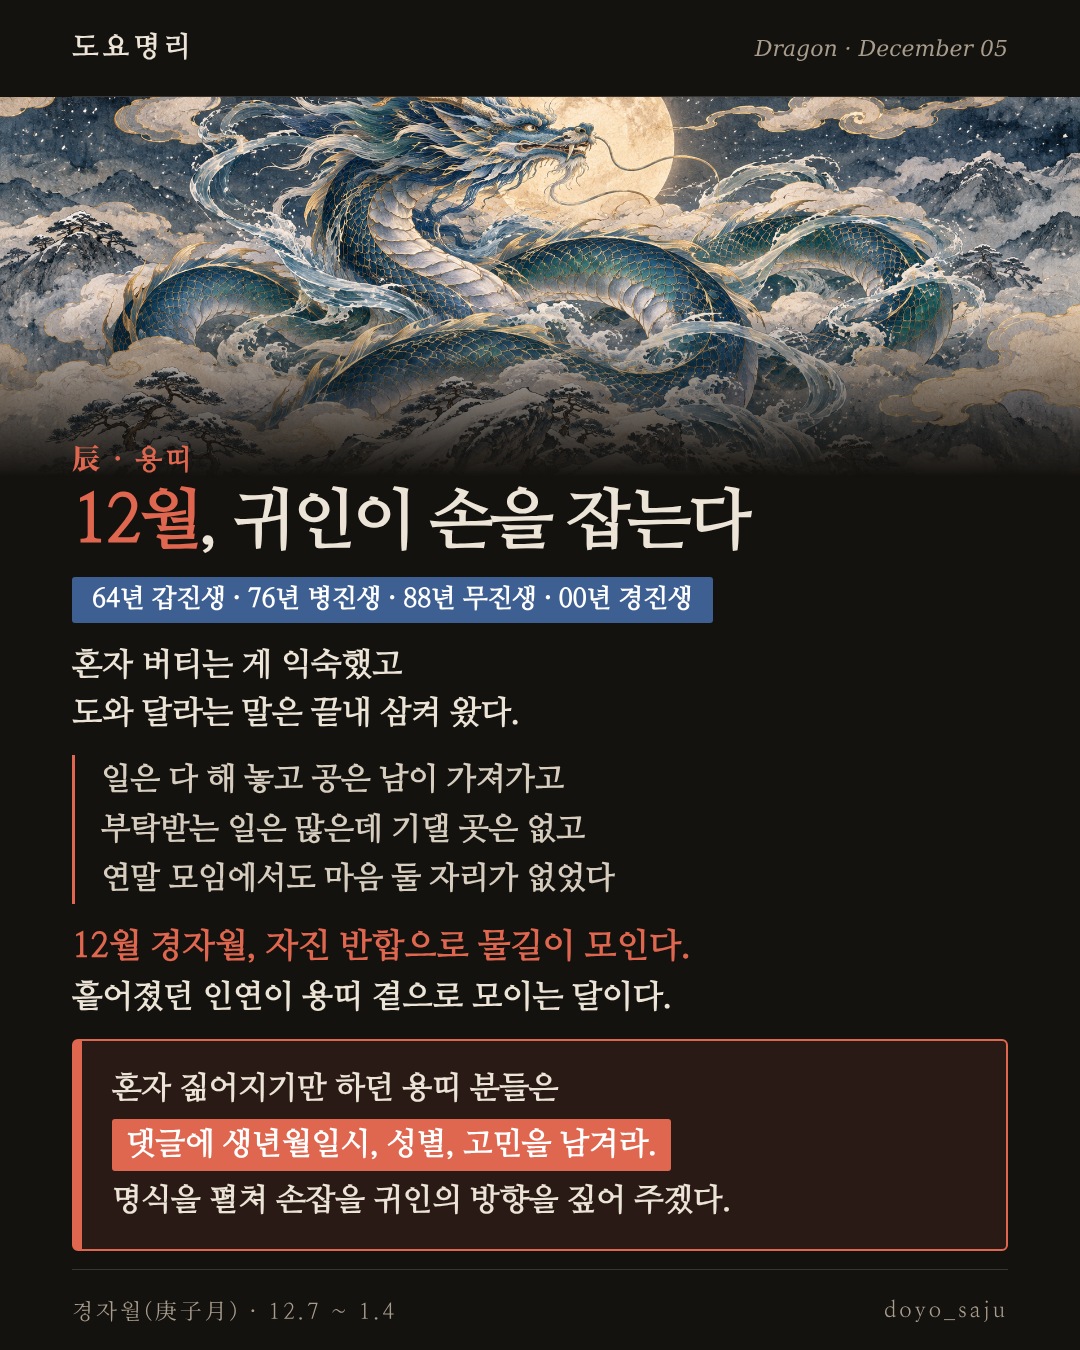 도요명리
Dragon · December 05
辰 · 용띠
12월, 귀인이 손을 잡는다
64년 갑진생 · 76년 병진생 · 88년 무진생 · 00년 경진생
혼자 버티는 게 익숙했고
도와 달라는 말은 끝내 삼켜 왔다.
일은 다 해 놓고 공은 남이 가져가고
부탁받는 일은 많은데 기댈 곳은 없고
연말 모임에서도 마음 둘 자리가 없었다
12월 경자월, 자진 반합으로 물길이 모인다.
흩어졌던 인연이 용띠 곁으로 모이는 달이다.
혼자 짊어지기만 하던 용띠 분들은
댓글에 생년월일시, 성별, 고민을 남겨라.
명식을 펼쳐 손잡을 귀인의 방향을 짚어 주겠다.
경자월(庚子月) · 12.7 ~ 1.4
doyo_saju